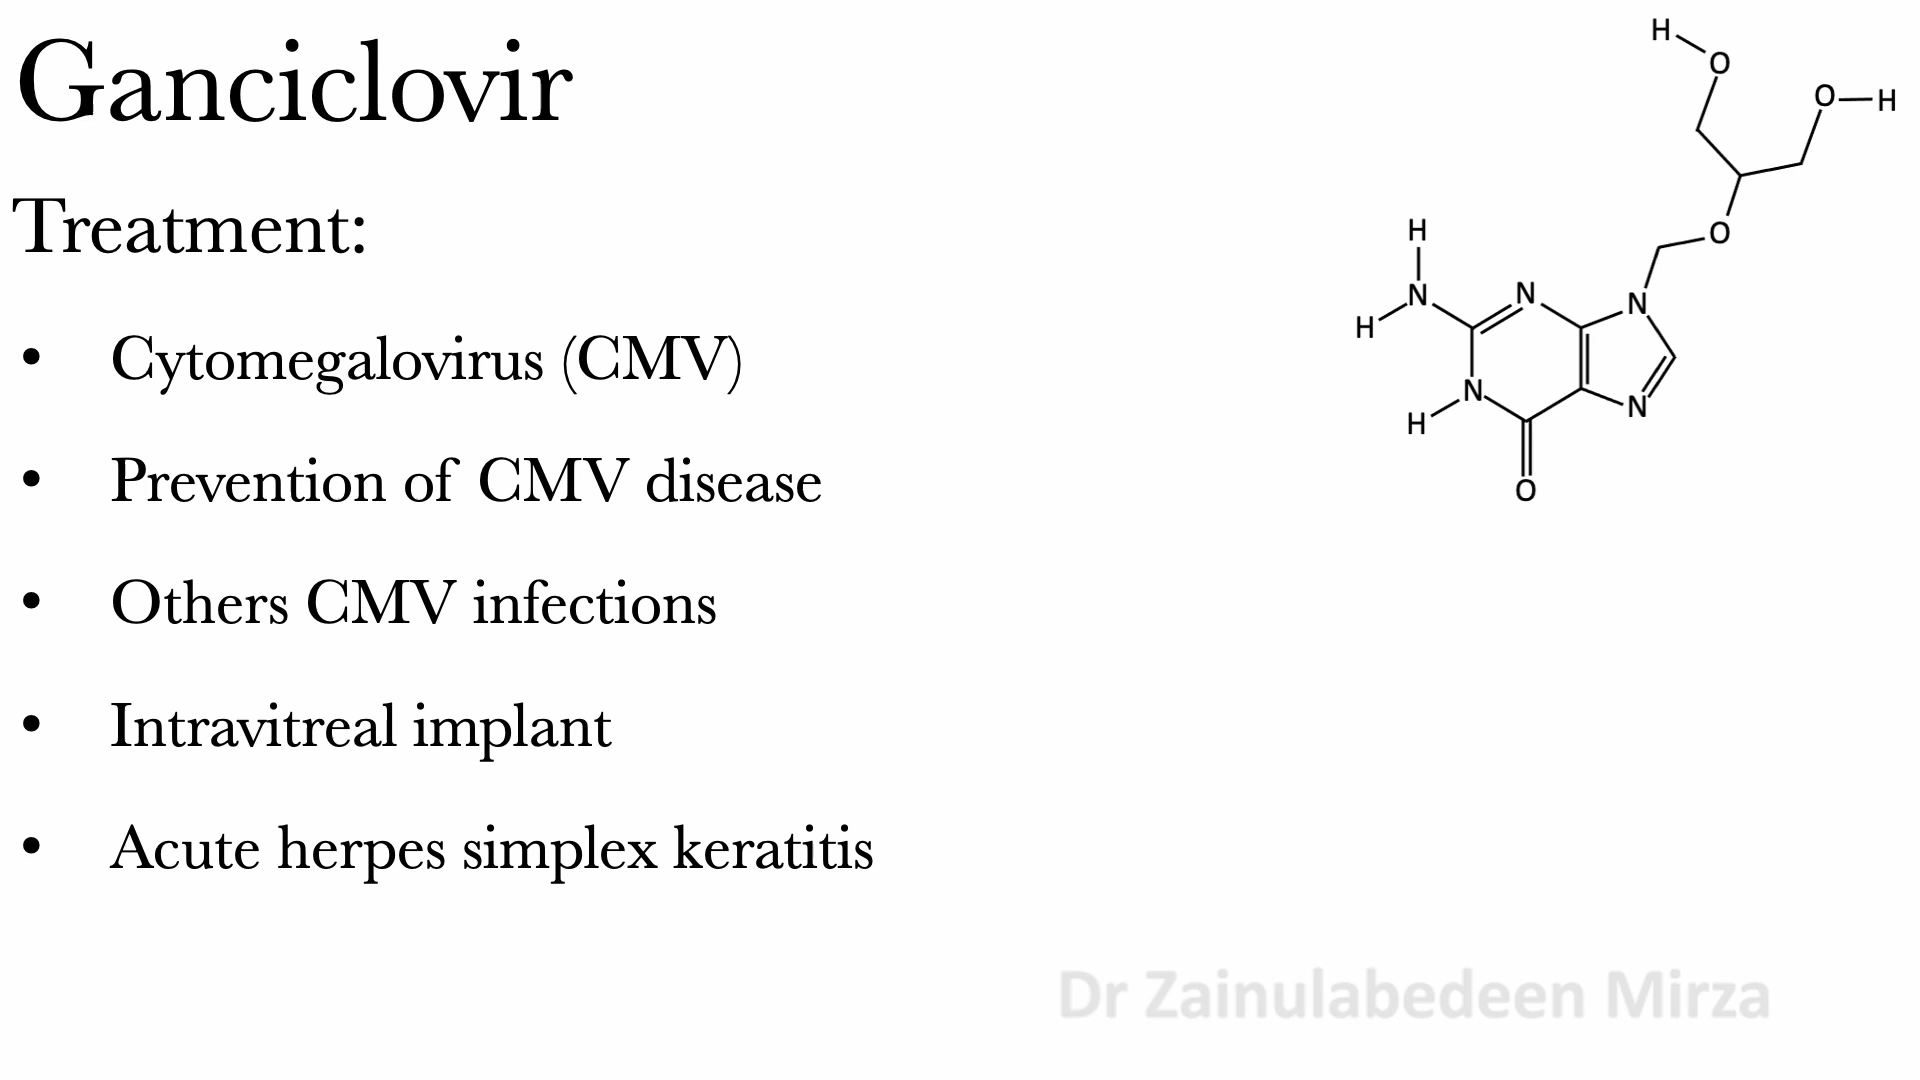 Ganciclovir
Treatment:
• Cytomegalovirus (CMV)
• Prevention of CMV disease
• Others CMV infections
• Intravitreal implant
• Acute herpes simplex keratitis
H
O
O H
O
H
N
H
N
N
N
H
N
O
Dr Zainulabedeen Mirza